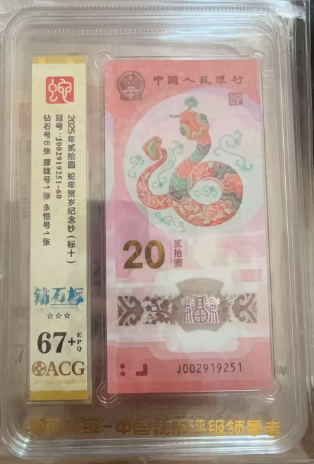 2025年贰拾圆 蛇年贺岁纪念钞(标十)
冠号:J002919251-60
钻石号6张 朦胧号1张 永恒号1张
钻石标
☆☆☆
67+
EPQ
ACG
中国人民银行
20
贰拾圆
J002919251